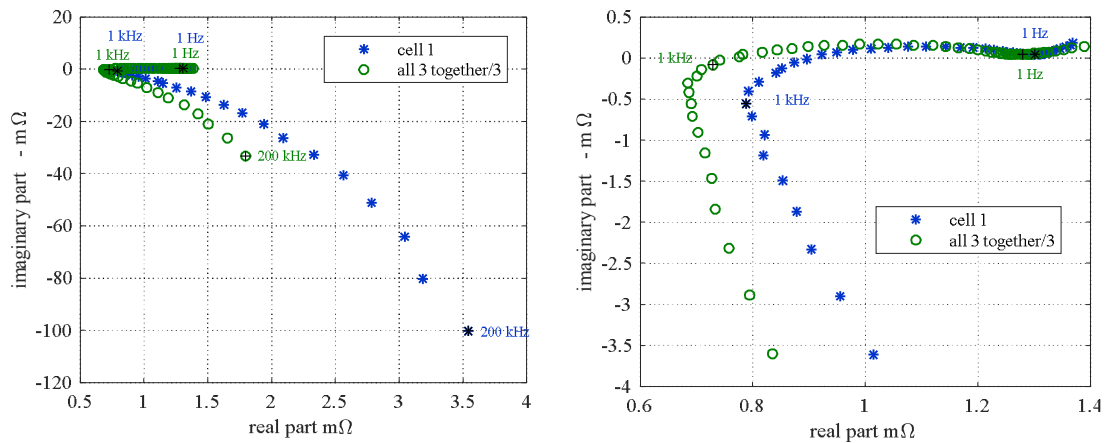 20
0
-20
-40
-60
-80
-100
-120
0.5
1
1.5
2
2.5
3
3.5
4
imaginary part - m Ω
real part mΩ
1 kHz
1 Hz
1 kHz
1 Hz
cell 1
all 3 together/3
200 kHz
200 kHz
0.5
0
-0.5
-1
-1.5
-2
-2.5
-3
-3.5
-4
0.6
0.8
1
1.2
1.4
imaginary part - m Ω
real part mΩ
1 kHz
1 Hz
1 Hz
1 kHz
cell 1
all 3 together/3